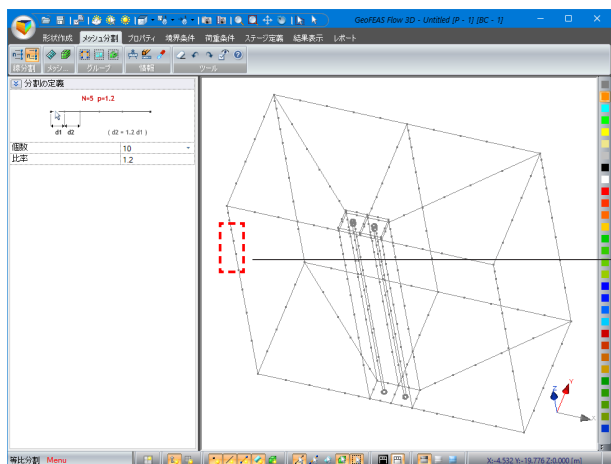 GeoFEAS Flow 3D - Untitled [P - 1] [BC - 1]
形状作成 メッシュ分割 プロパティ 境界条件 荷重条件 ステージ定義 結果表示 レポート
線分割 メッシ... グループ 情報 ツール
分割の定義
N=5 p=1.2
d1 d2 ( d2 = 1.2 d1 )
個数 10
比率 1.2
Z Y X
等比分割 Menu X:-4.532 Y:-19.776 Z:0.000 [m]